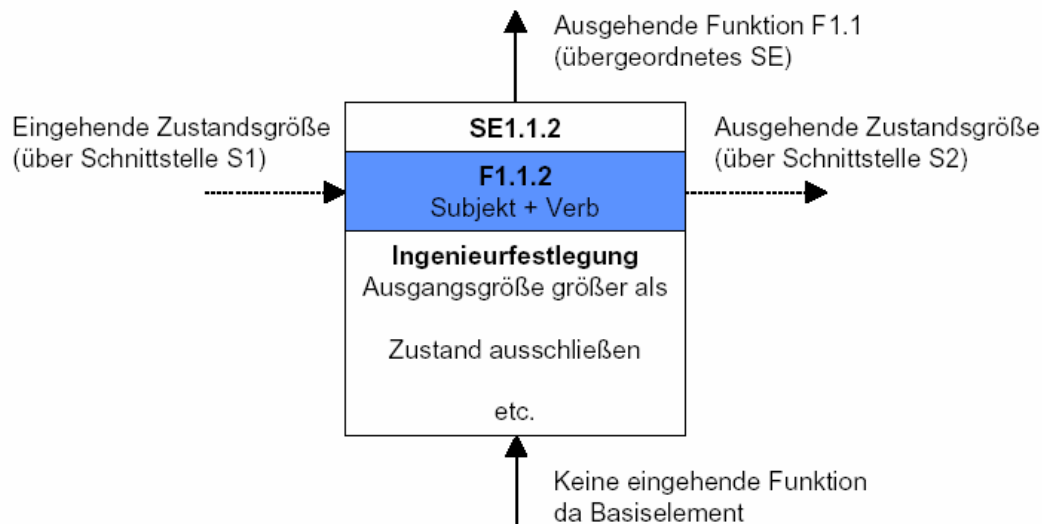 Ausgehende Funktion F1.1
(übergeordnetes SE)
Eingehende Zustandsgröße
(über Schnittstelle S1)
SE1.1.2
F1.1.2
Subjekt + Verb
Ausgehende Zustandsgröße
(über Schnittstelle S2)
Ingenieurfestlegung
Ausgangsgröße größer als
Zustand ausschließen
etc.
Keine eingehende Funktion
da Basiselement